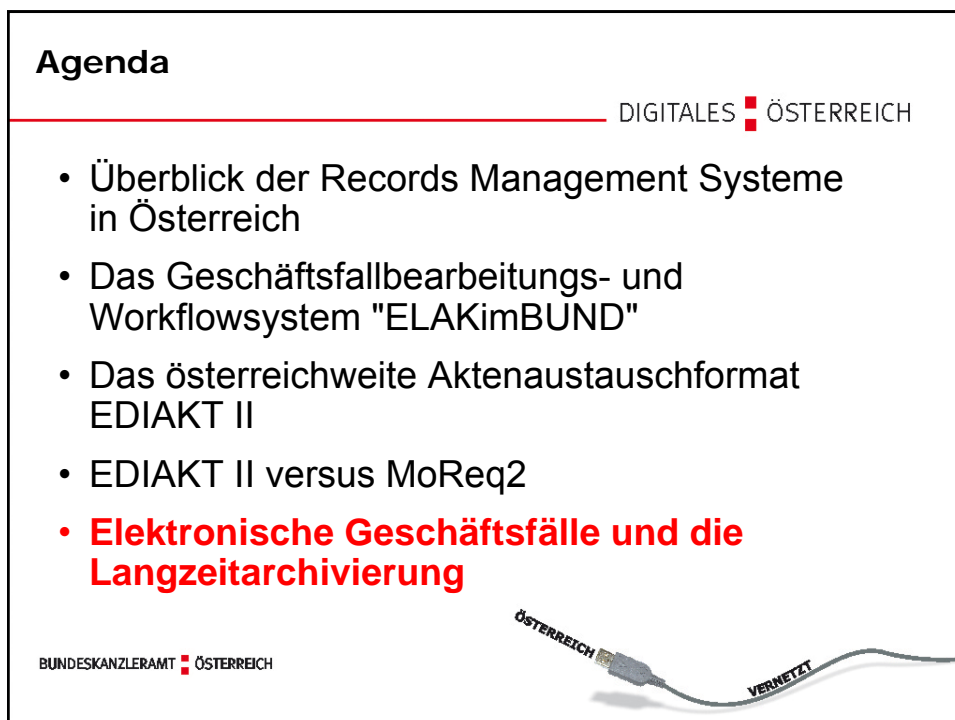 Agenda
DIGITALES ÖSTERREICH
• Überblick der Records Management Systeme
in Österreich
• Das Geschäftsfallbearbeitungs- und
Workflowsystem "ELAKimBUND"
• Das österreichweite Aktenaustauschformat
EDIAKT II
• EDIAKT II versus MoReq2
• Elektronische Geschäftsfälle und die
Langzeitarchivierung
ÖSTERREICH
VERNETZT
BUNDESKANZLERAMT ÖSTERREICH